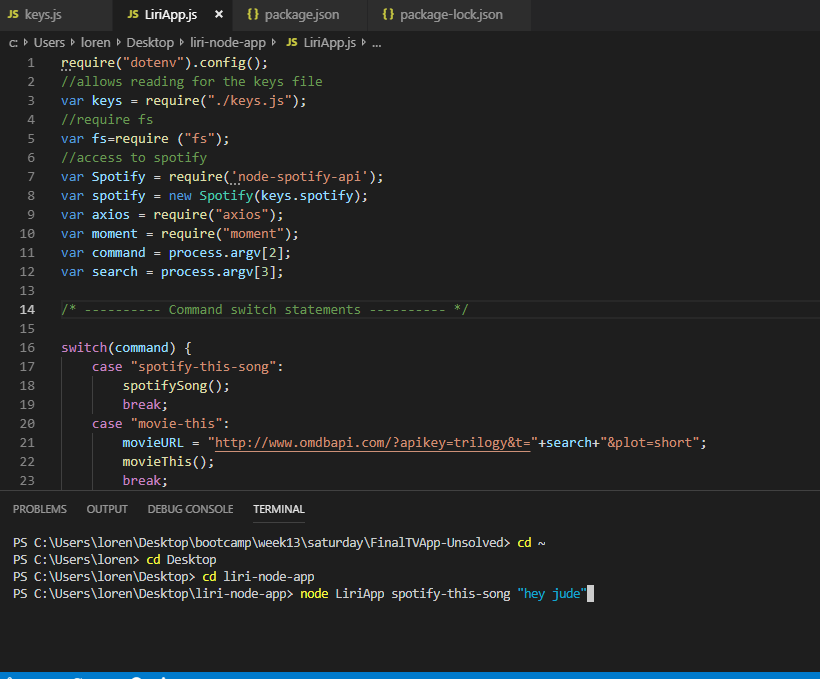 JS keys.js JS LiriApp.js × {} package.json {} package-lock.json
c: › Users › loren › Desktop › liri-node-app › JS LiriApp.js › ...
1 require("dotenv").config();
2 //allows reading for the keys file
3 var keys = require("./keys.js");
4 //require fs
5 var fs=require ("fs");
6 //access to spotify
7 var Spotify = require('node-spotify-api');
8 var spotify = new Spotify(keys.spotify);
9 var axios = require("axios");
10 var moment = require("moment");
11 var command = process.argv[2];
12 var search = process.argv[3];
13
14 /* ---------- Command switch statements ---------- */
15
16 switch(command) {
17 case "spotify-this-song":
18 spotifySong();
19 break;
20 case "movie-this":
21 movieURL = "http://www.omdbapi.com/?apikey=trilogy&t="+search+"&plot=short";
22 movieThis();
23 break;
PROBLEMS OUTPUT DEBUG CONSOLE TERMINAL
PS C:\Users\loren\Desktop\bootcamp\week13\saturday\FinalTVApp-Unsolved> cd ~
PS C:\Users\loren> cd Desktop
PS C:\Users\loren\Desktop> cd liri-node-app
PS C:\Users\loren\Desktop\liri-node-app> node LiriApp spotify-this-song "hey jude"